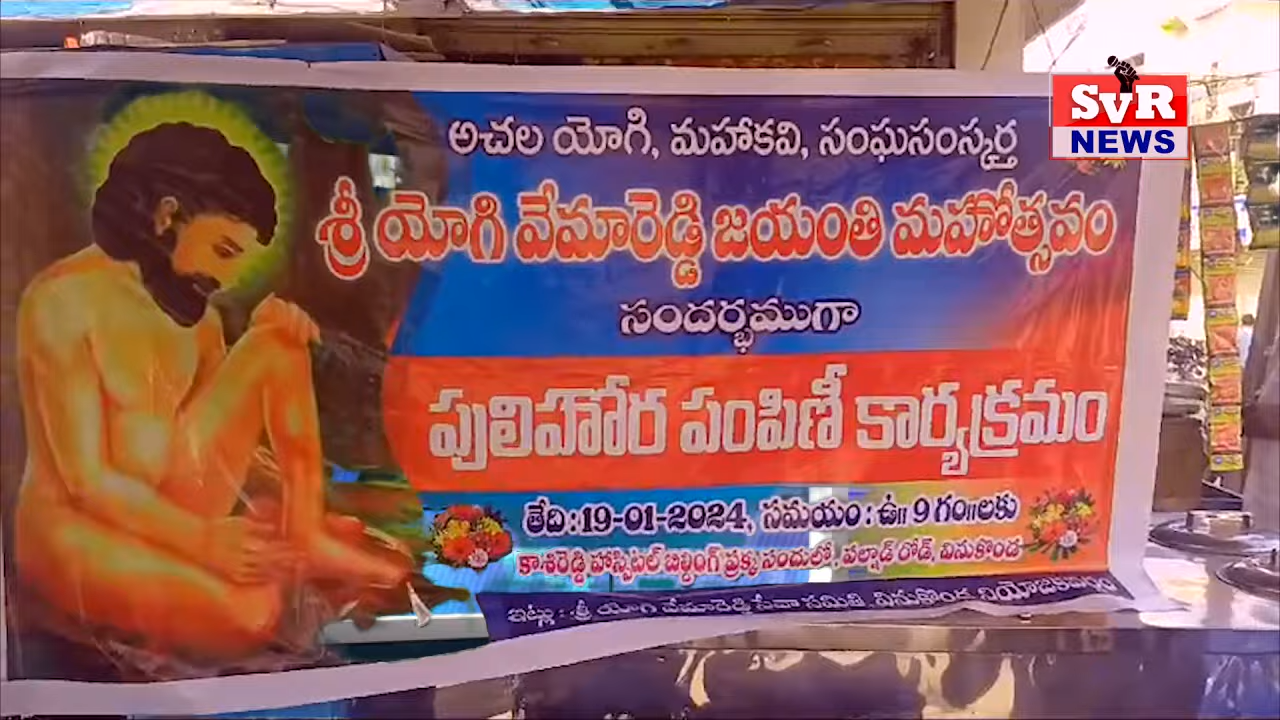 SvR
NEWS
అచల యోగి, మహాకవి, సంఘసంస్కర్త
శ్రీ యోగి వేమారెడ్డి జయంతి మహోత్సవం
సందర్భముగా
పులిహోర పంపిణీ కార్యక్రమం
తేది : 19-01-2024, సమయం : ఉ॥ 9 గం॥లకు
కాశిరెడ్డి హాస్పిటల్ బిల్డింగ్ ప్రక్క సందులో, పల్నాడ్ రోడ్, వినుకొండ
ఇట్లు : శ్రీ యోగి వేమారెడ్డి సేవా సమితి, వినుకొండ నియోజకవర్గం